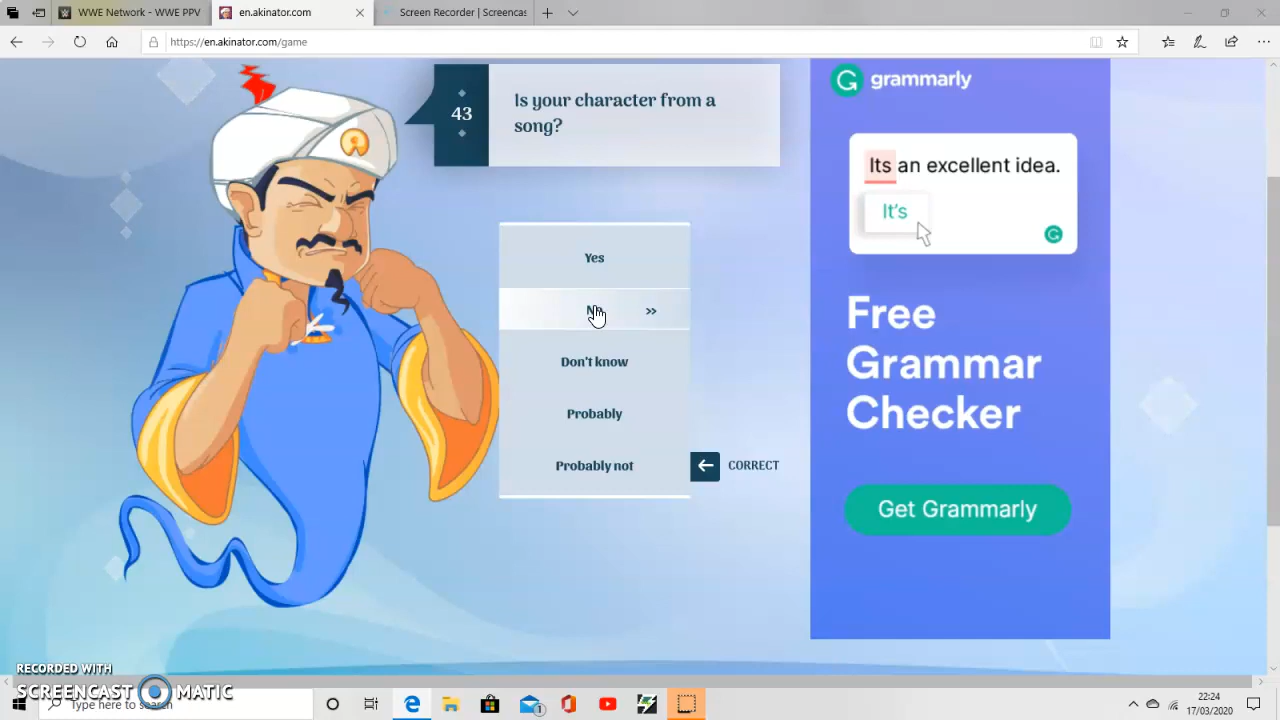 WWE Network - WWE PPV
en.akinator.com
Screen Recorder | Screencas
https://en.akinator.com/game
43
Is your character from a
song?
Yes
Don't know
Probably
Probably not
CORRECT
grammarly
Its an excellent idea.
It's
Free
Grammar
Checker
Get Grammarly
RECORDED WITH
SCREENCAST MATIC
Type here to search
22:24
17/03/2020